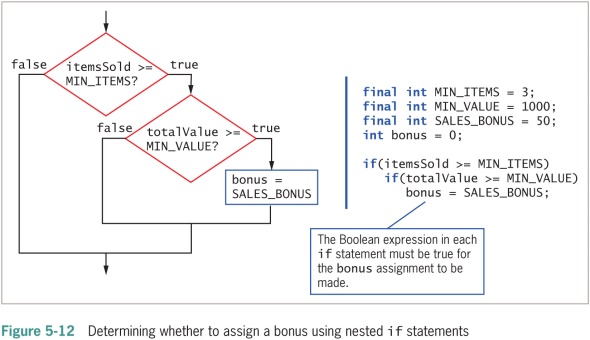 itemsSold >=
MIN_ITEMS?
false
true
totalValue >=
MIN_VALUE?
false
true
bonus =
SALES_BONUS
final int MIN_ITEMS = 3;
final int MIN_VALUE = 1000;
final int SALES_BONUS = 50;
int bonus = 0;
if(itemsSold >= MIN_ITEMS)
if(totalValue >= MIN_VALUE)
bonus = SALES_BONUS;
The Boolean expression in each
if statement must be true for
the bonus assignment to be
made.
Figure 5-12 Determining whether to assign a bonus using nested if statements